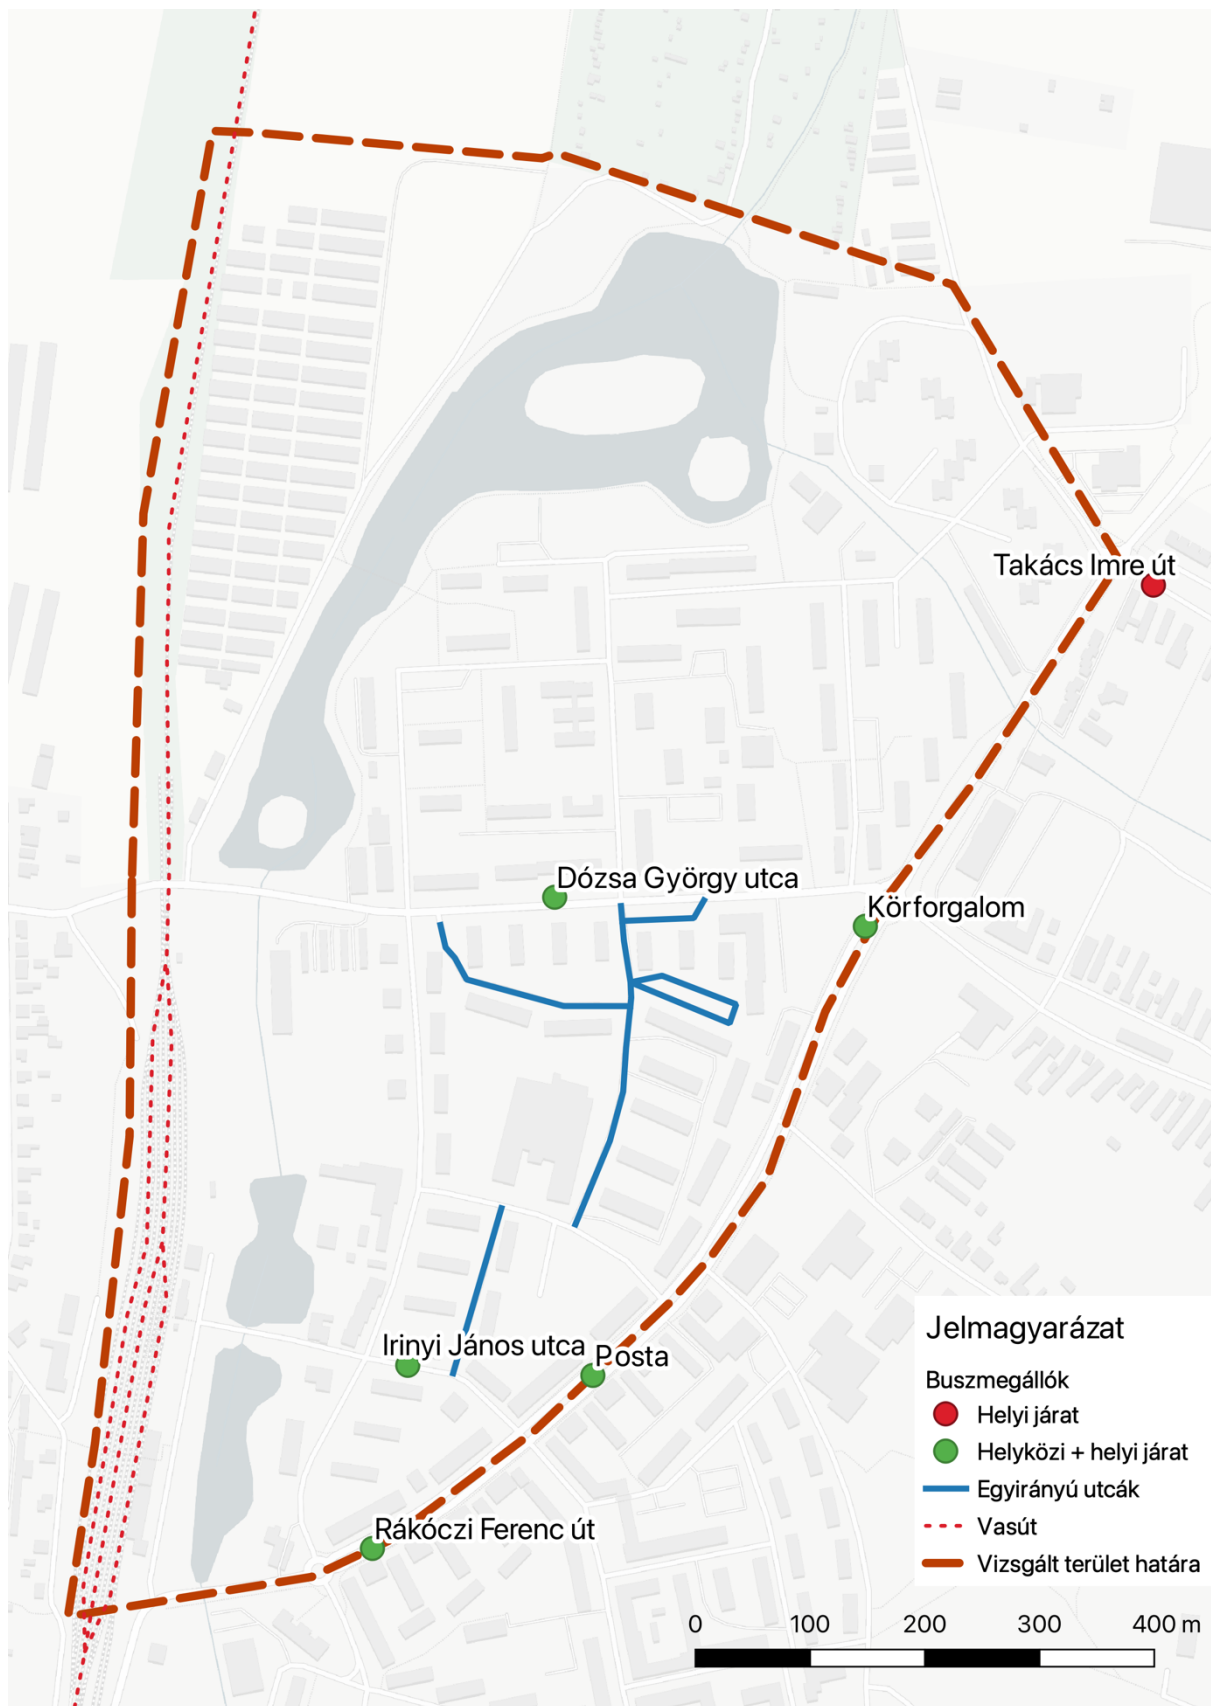 Takács Imre út
Dózsa György utca
Körforgalom
Irinyi János utca
Posta
Rákóczi Ferenc út
Jelmagyarázat
Buszmegállók
Helyi járat
Helyközi + helyi járat
Egyirányú utcák
Vasút
Vizsgált terület határa
0 100 200 300 400 m